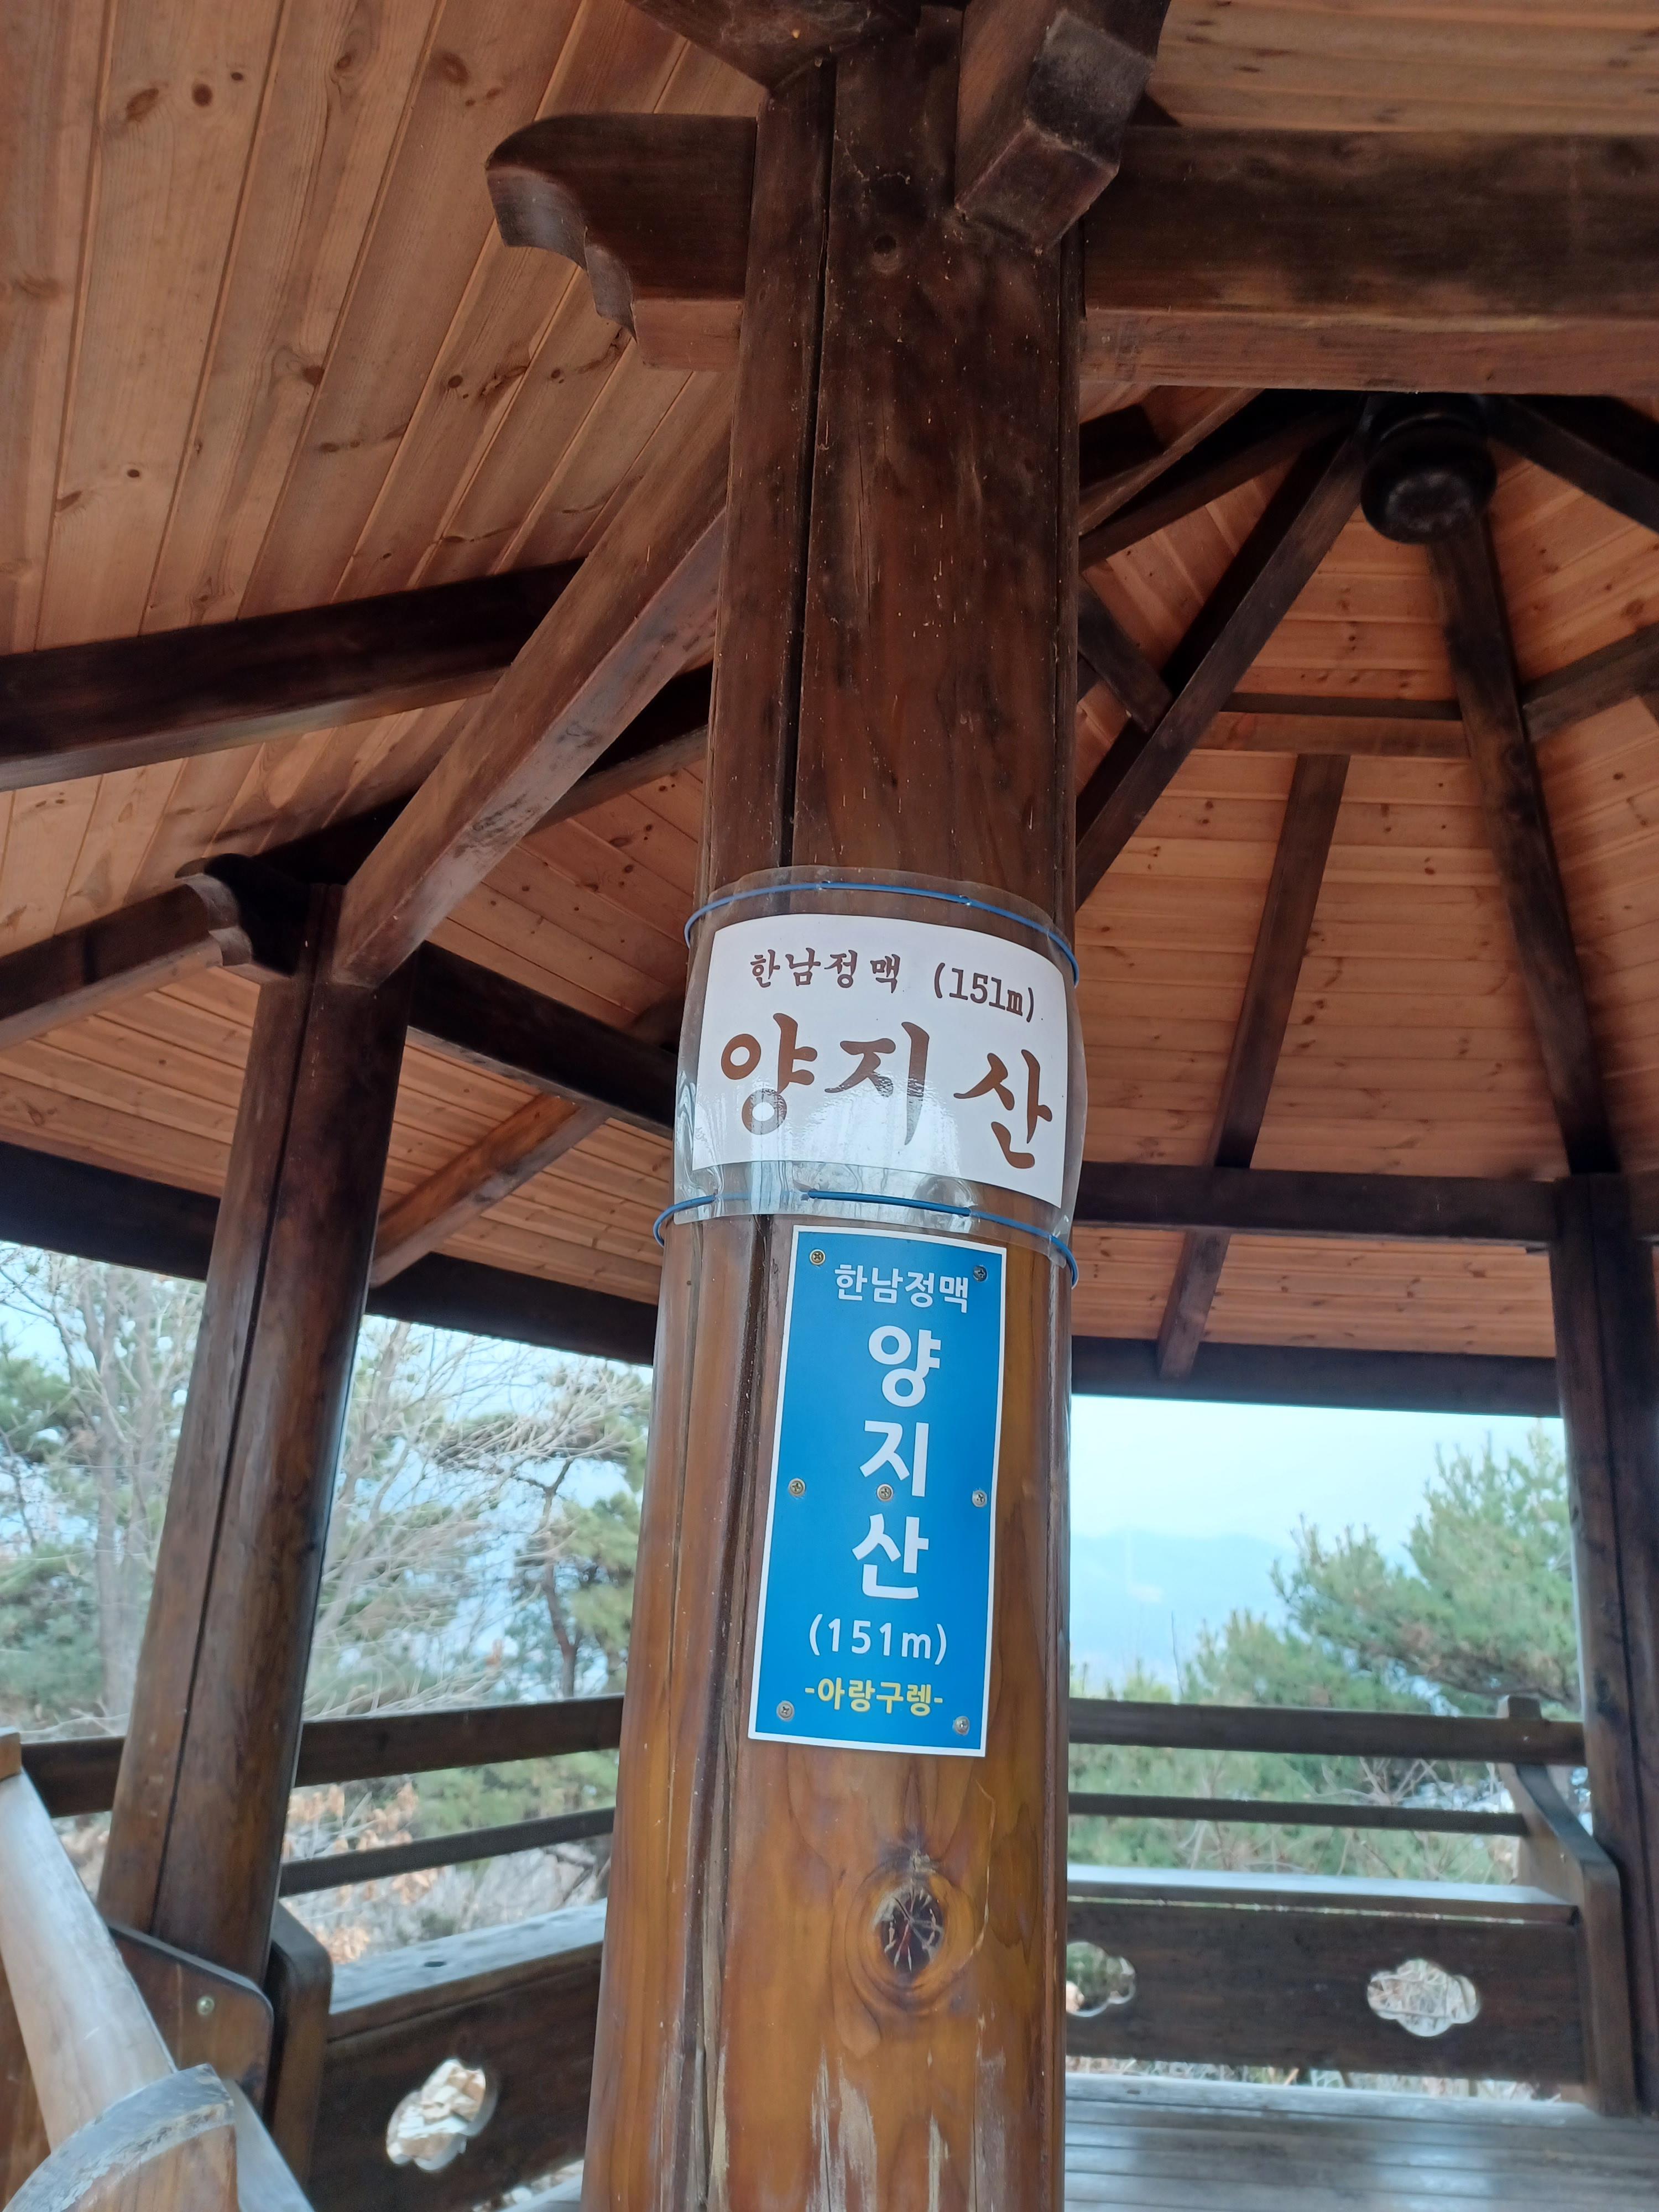 한남정맥 (151m)
양지산
한남정맥
양
지
산
(151m)
-아랑구렝-